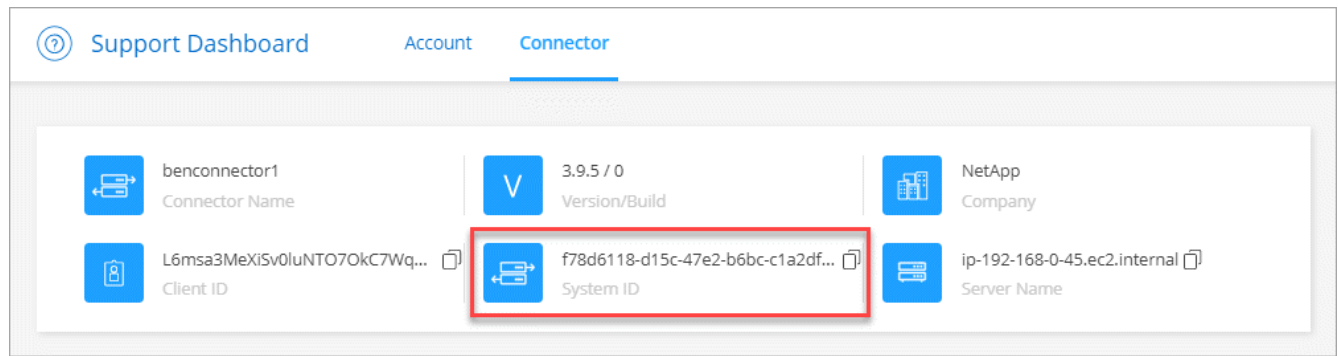 Support Dashboard Account Connector
benconnector1 3.9.5 / 0 NetApp
Connector Name V Version/Build Company
L6msa3MeXiSv0luNTO7OkC7Wq... f78d6118-d15c-47e2-b6bc-c1a2df... ip-192-168-0-45.ec2.internal
Client ID System ID Server Name